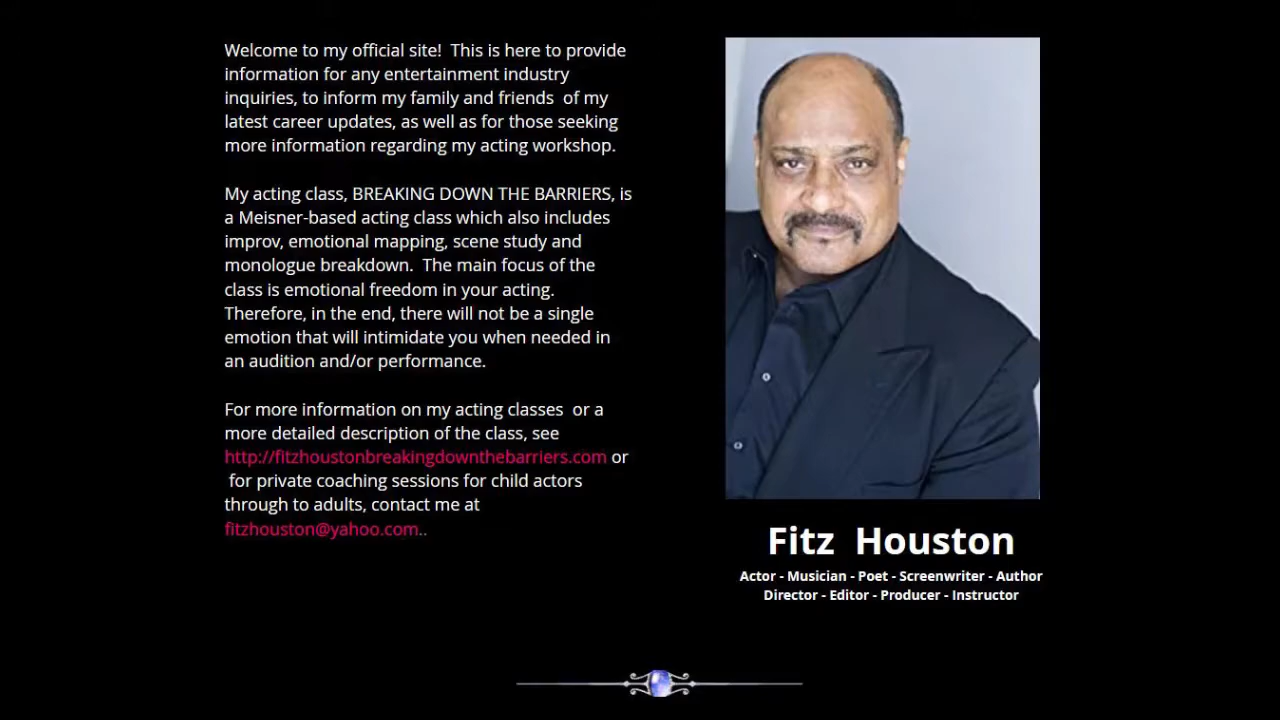 Welcome to my official site!  This is here to provide
information for any entertainment industry
inquiries, to inform my family and friends  of my
latest career updates, as well as for those seeking
more information regarding my acting workshop.
My acting class, BREAKING DOWN THE BARRIERS, is
a Meisner-based acting class which also includes
improv, emotional mapping, scene study and
monologue breakdown.  The main focus of the
class is emotional freedom in your acting.
Therefore, in the end, there will not be a single
emotion that will intimidate you when needed in
an audition and/or performance.
For more information on my acting classes  or a
more detailed description of the class, see
http://fitzhoustonbreakingdownthebarriers.com or
for private coaching sessions for child actors
through to adults, contact me at
fitzhouston@yahoo.com..
Fitz  Houston
Actor - Musician - Poet - Screenwriter - Author
Director - Editor - Producer - Instructor